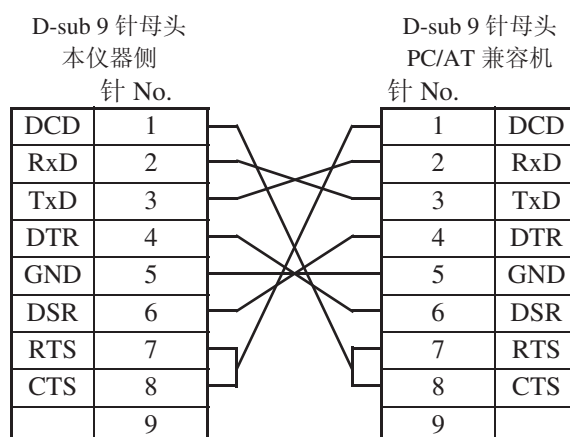 D-sub 9 针母头 D-sub 9 针母头
本仪器侧 PC/AT 兼容机
针 No. 针 No.
DCD 1 1 DCD
RxD 2 2 RxD
TxD 3 3 TxD
DTR 4 4 DTR
GND 5 5 GND
DSR 6 6 DSR
RTS 7 7 RTS
CTS 8 8 CTS
9 9